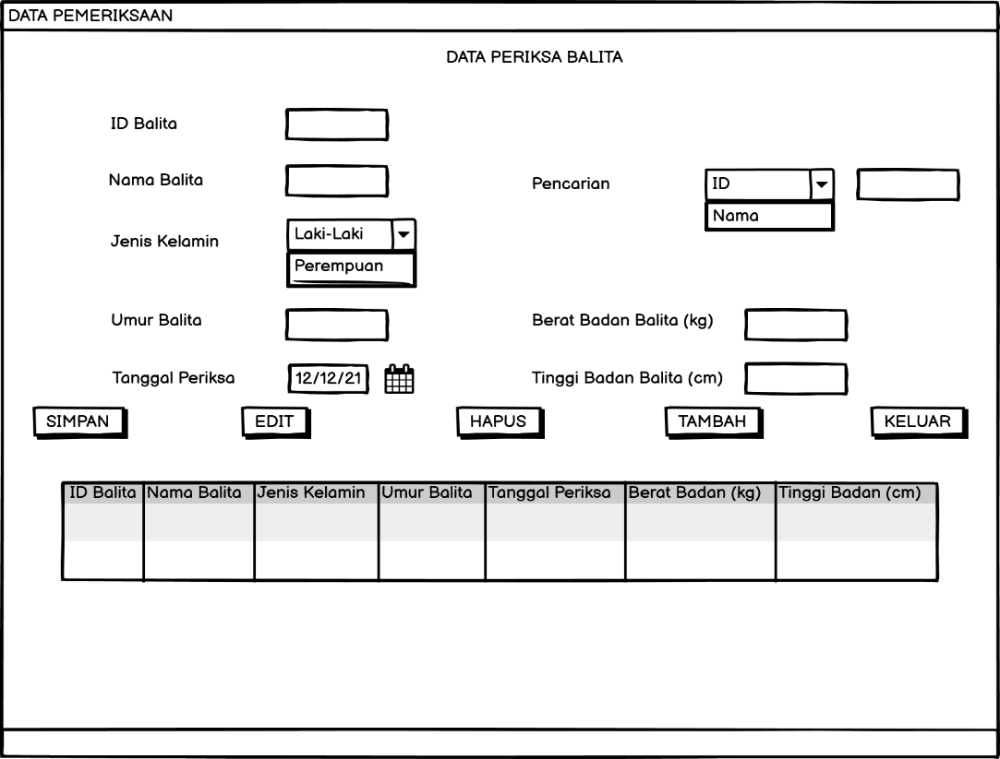 DATA PEMERIKSAAN
DATA PERIKSA BALITA
ID Balita
Nama Balita
Pencarian
ID
Nama
Jenis Kelamin
Laki-Laki
Perempuan
Umur Balita
Berat Badan Balita (kg)
Tanggal Periksa
12/12/21
Tinggi Badan Balita (cm)
SIMPAN
EDIT
HAPUS
TAMBAH
KELUAR
ID Balita Nama Balita Jenis Kelamin Umur Balita Tanggal Periksa Berat Badan (kg) Tinggi Badan (cm)